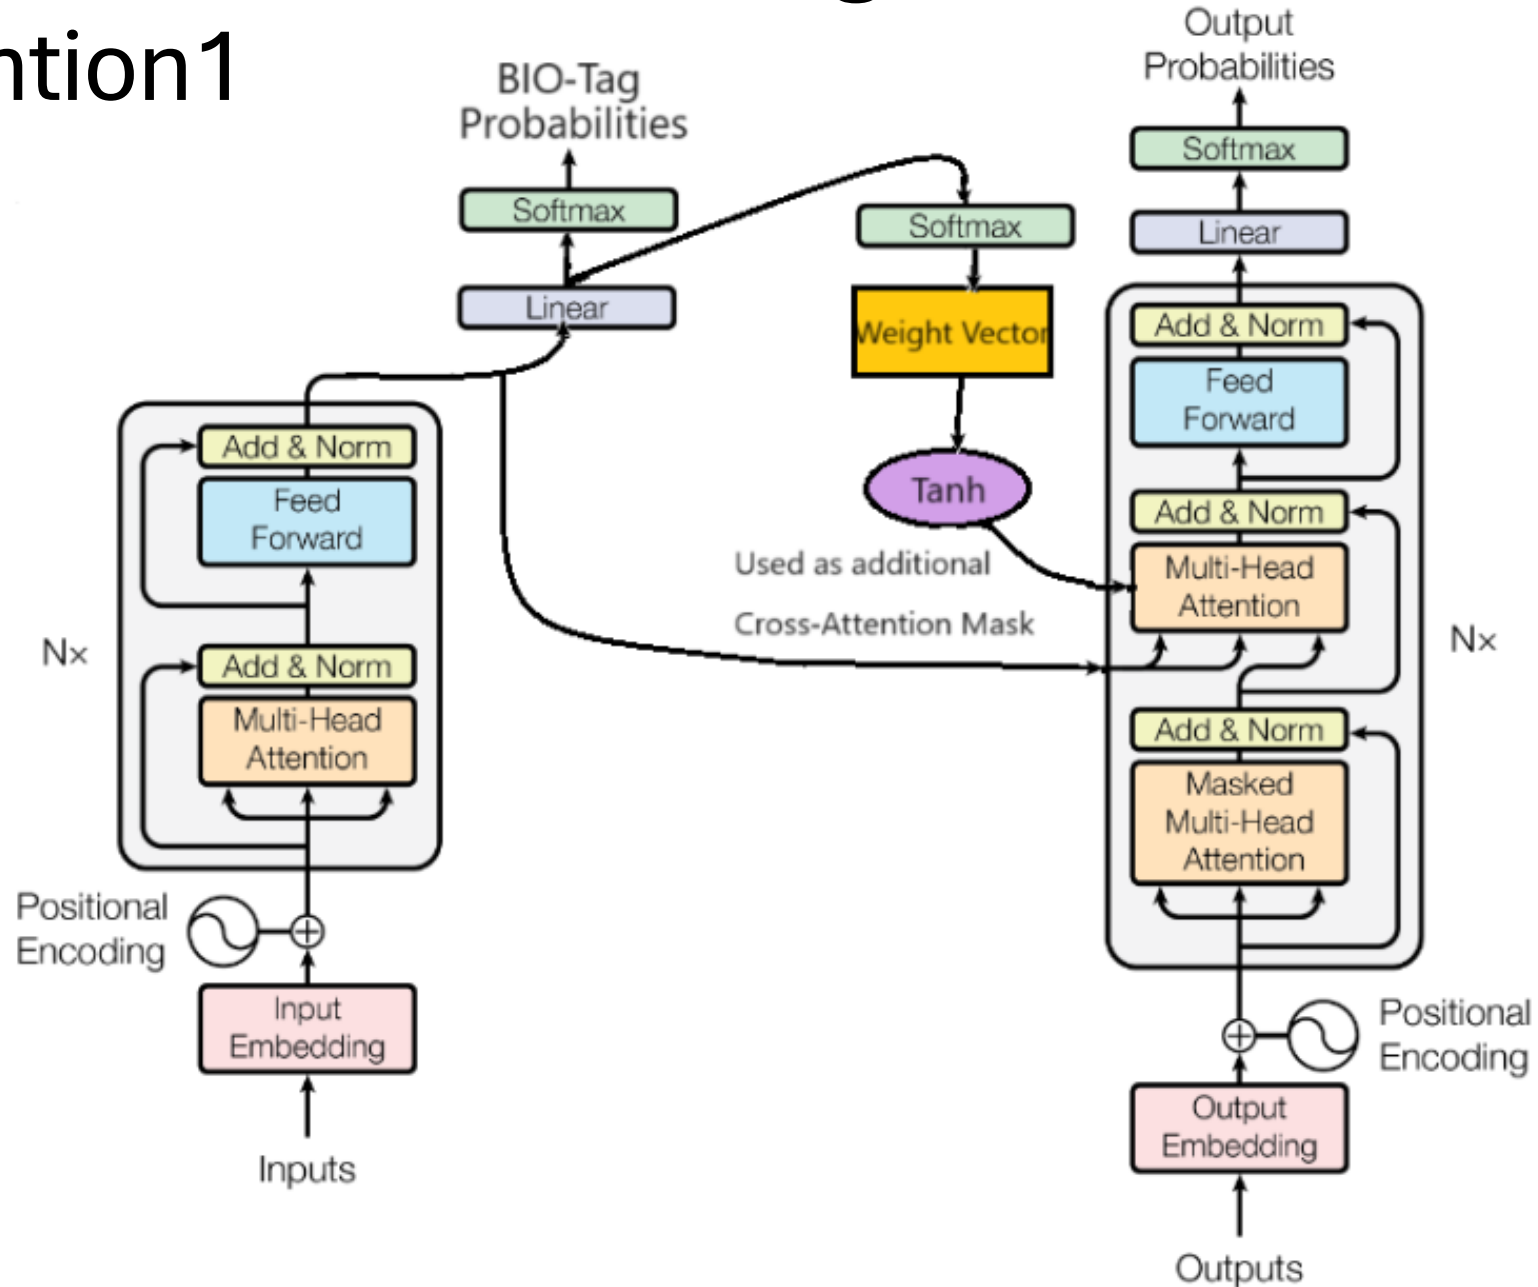 ntion1
BIO-Tag
Probabilities
Softmax
Linear
Add & Norm
Feed
Forward
Add & Norm
Multi-Head
Attention
Nx
Positional
Encoding
Input
Embedding
Inputs
Softmax
Weight Vector
Tanh
Used as additional
Cross-Attention Mask
Output
Probabilities
Softmax
Linear
Add & Norm
Feed
Forward
Add & Norm
Multi-Head
Attention
Nx
Add & Norm
Masked
Multi-Head
Attention
Positional
Encoding
Output
Embedding
Outputs